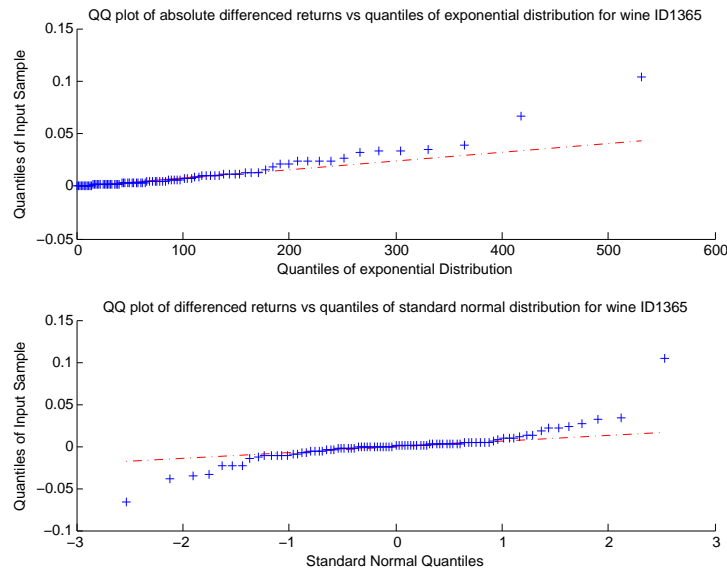 QQ plot of absolute differenced returns vs quantiles of exponential distribution for wine ID1365
0.15
0.1
0.05
0
−0.05
Quantiles of Input Sample
0 100 200 300 400 500 600
Quantiles of exponential Distribution
QQ plot of differenced returns vs quantiles of standard normal distribution for wine ID1365
0.15
0.1
0.05
0
−0.05
−0.1
Quantiles of Input Sample
−3 −2 −1 0 1 2 3
Standard Normal Quantiles